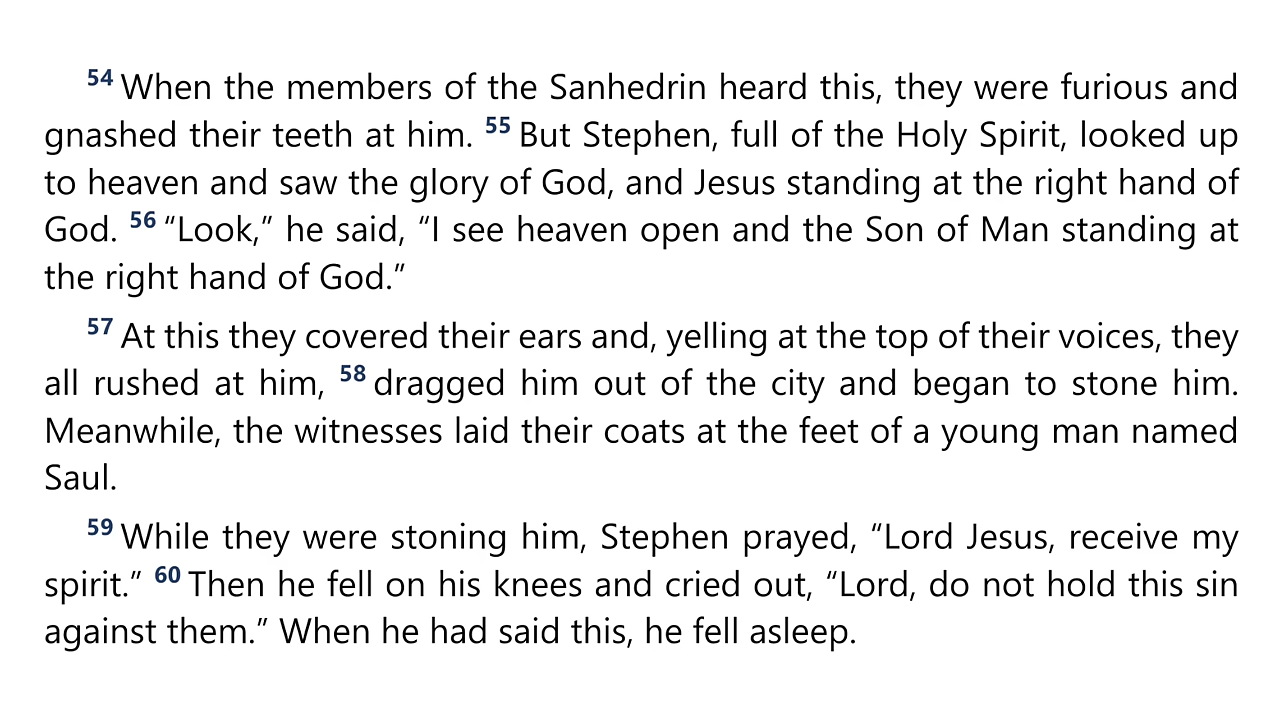 54 When the members of the Sanhedrin heard this, they were furious and
gnashed their teeth at him. 55 But Stephen, full of the Holy Spirit, looked up
to heaven and saw the glory of God, and Jesus standing at the right hand of
God. 56 “Look,” he said, “I see heaven open and the Son of Man standing at
the right hand of God.”
57 At this they covered their ears and, yelling at the top of their voices, they
all rushed at him, 58 dragged him out of the city and began to stone him.
Meanwhile, the witnesses laid their coats at the feet of a young man named
Saul.
59 While they were stoning him, Stephen prayed, “Lord Jesus, receive my
spirit.” 60 Then he fell on his knees and cried out, “Lord, do not hold this sin
against them.” When he had said this, he fell asleep.